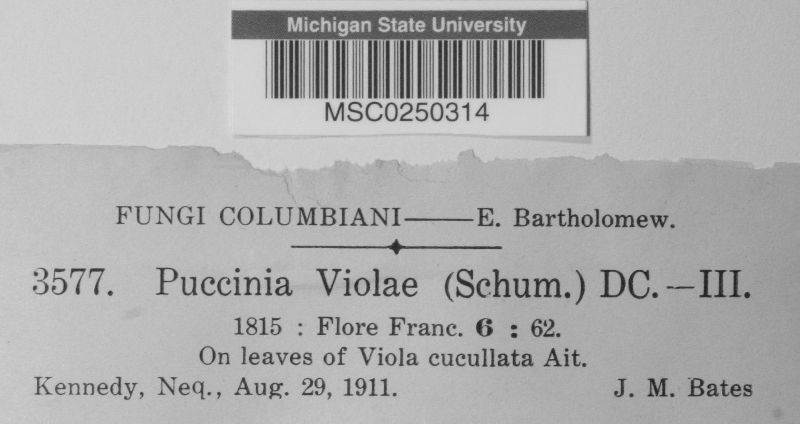 Michigan State University
MSC0250314
FUNGI COLUMBIANI——E. Bartholomew.
3577. Puccinia Violae (Schum.) DC.—III.
1815 : Flore Franc. 6 : 62.
On leaves of Viola cucullata Ait.
Kennedy, Neq., Aug. 29, 1911. J. M. Bates